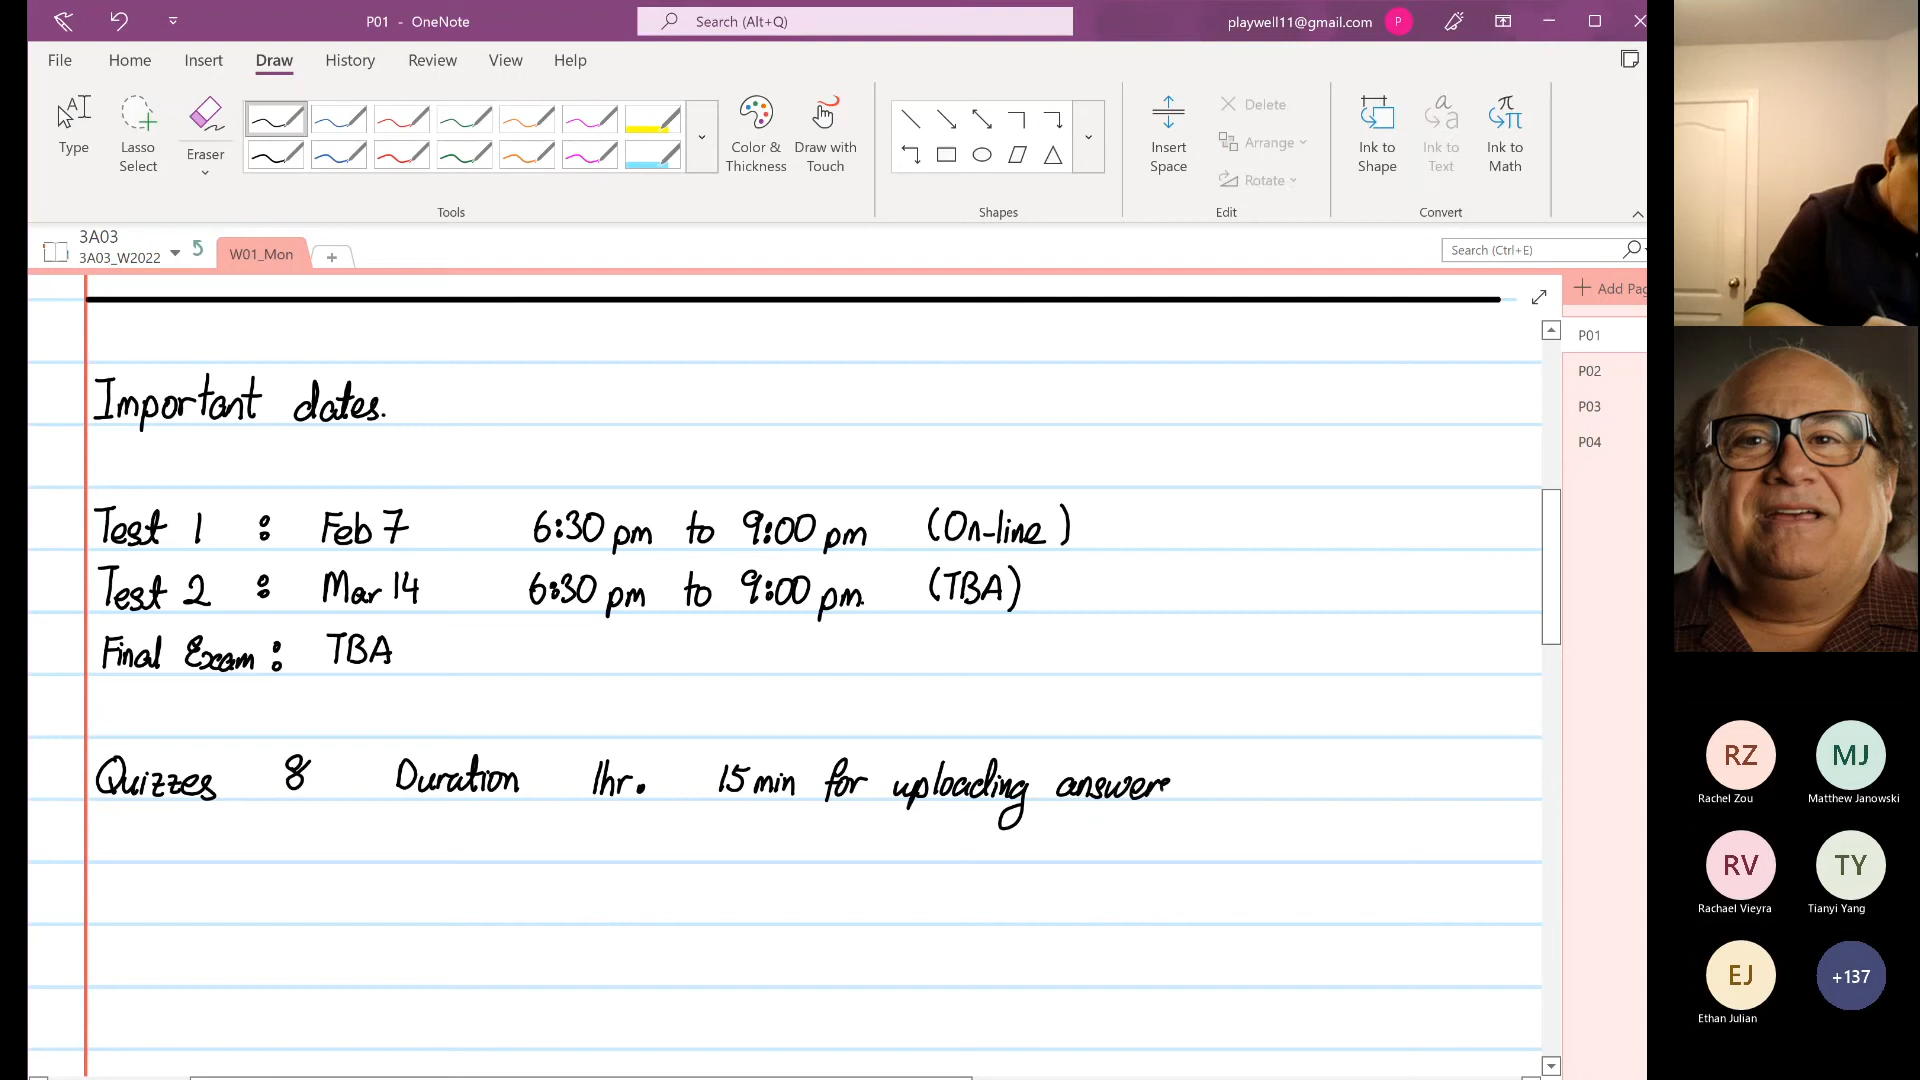 P01 - OneNote
Search (Alt+Q)
playwell11@gmail.com
P
File Home Insert Draw History Review View Help
Type
Lasso Select
Eraser
Color & Thickness
Draw with Touch
Insert Space
Delete
Arrange
Rotate
Ink to Shape
Ink to Text
Ink to Math
Tools
Shapes
Edit
Convert
3A03
3A03_W2022
W01_Mon
Search (Ctrl+E)
Add Pag
P01
P02
P03
P04
Important dates.
Test 1 : Feb 7 6:30 pm to 9:00 pm (On-line)
Test 2 : Mar 14 6:30 pm to 9:00 pm. (TBA)
Final Exam : TBA
Quizzes : Duration 1hr. 15 min for uploading answers
RZ
Rachel Zou
MJ
Matthew Janowski
RV
Rachael Vieyra
TY
Tianyi Yang
EJ
Ethan Julian
+137